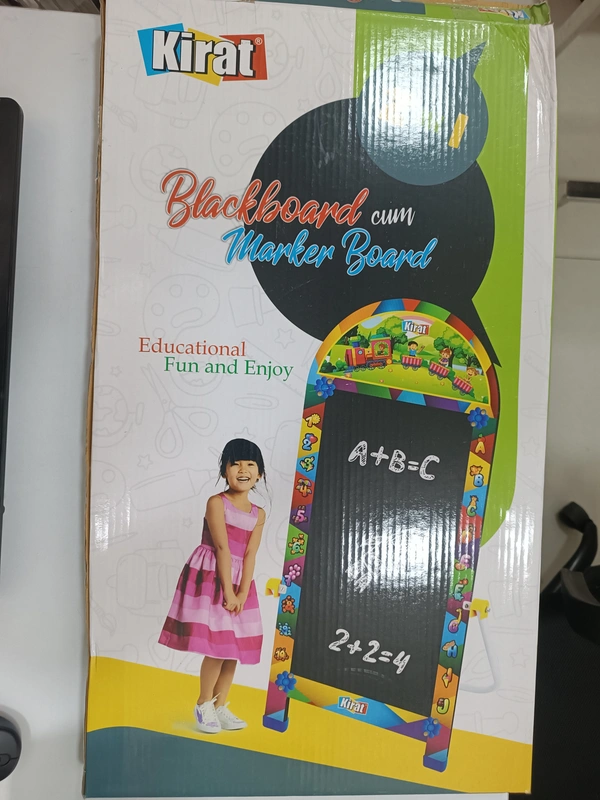 Kirat®
Blackboard cum
Marker Board
Educational
Fun and Enjoy
Kirat
A+B=C
2+2=4
Kirat